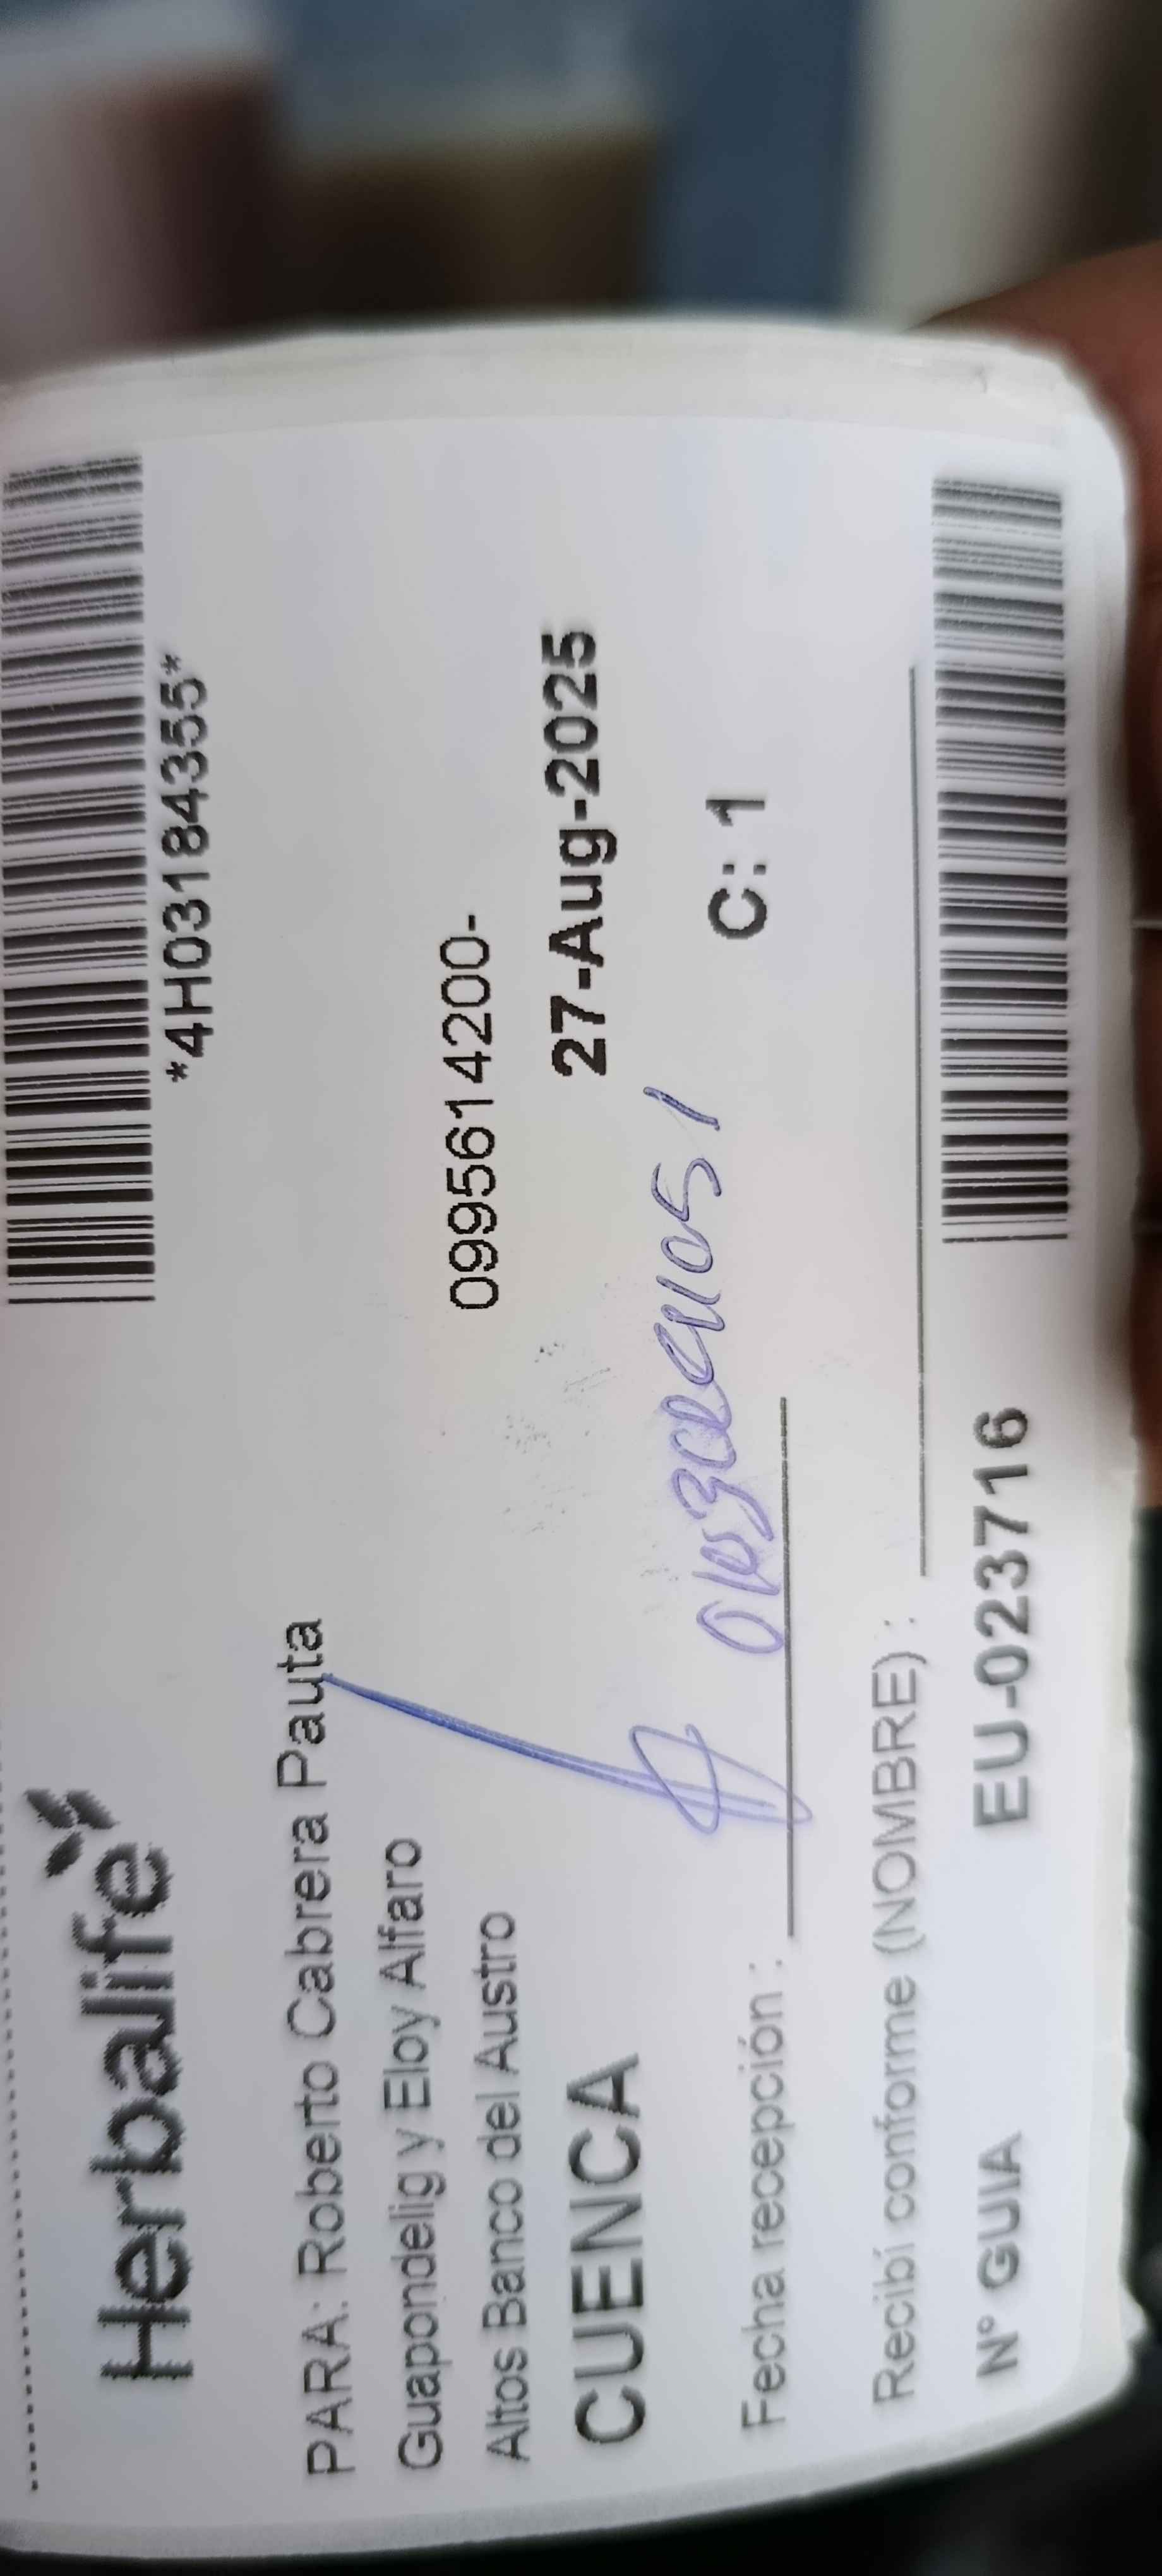 Herbalife
*4H03184355*
PARA: Roberto Cabrera Pauta
Guapondelig y Eloy Alfaro
0995614200-
Altos Banco del Austro
CUENCA
27-Aug-2025
Fecha recepción :
C: 1
Recibí conforme (NOMBRE) :
N° GUIA EU-023716